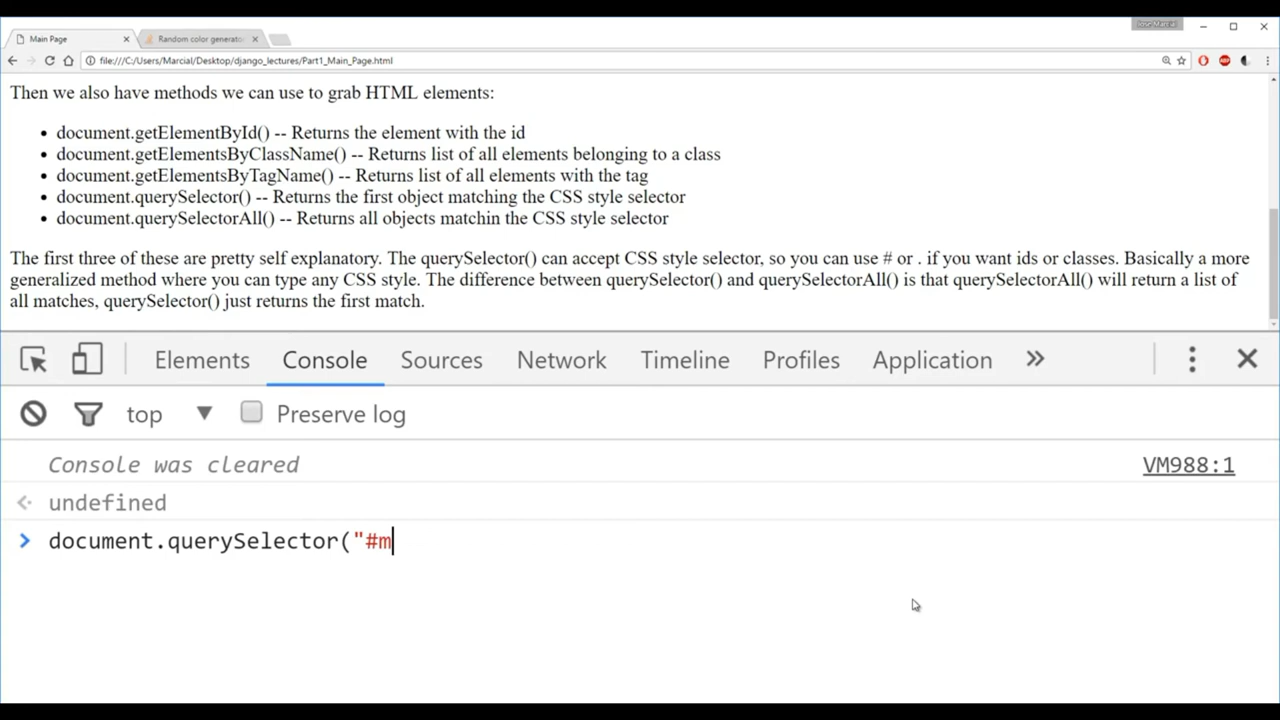 Jose Marcial
Main Page
Random color generato
file:///C:/Users/Marcial/Desktop/django_lectures/Part1_Main_Page.html
Then we also have methods we can use to grab HTML elements:
• document.getElementById() -- Returns the element with the id
• document.getElementsByClassName() -- Returns list of all elements belonging to a class
• document.getElementsByTagName() -- Returns list of all elements with the tag
• document.querySelector() -- Returns the first object matching the CSS style selector
• document.querySelectorAll() -- Returns all objects matchin the CSS style selector
The first three of these are pretty self explanatory. The querySelector() can accept CSS style selector, so you can use # or . if you want ids or classes. Basically a more
generalized method where you can type any CSS style. The difference between querySelector() and querySelectorAll() is that querySelectorAll() will return a list of
all matches, querySelector() just returns the first match.
Elements Console Sources Network Timeline Profiles Application »
top Preserve log
Console was cleared VM988:1
undefined
> document.querySelector("#m